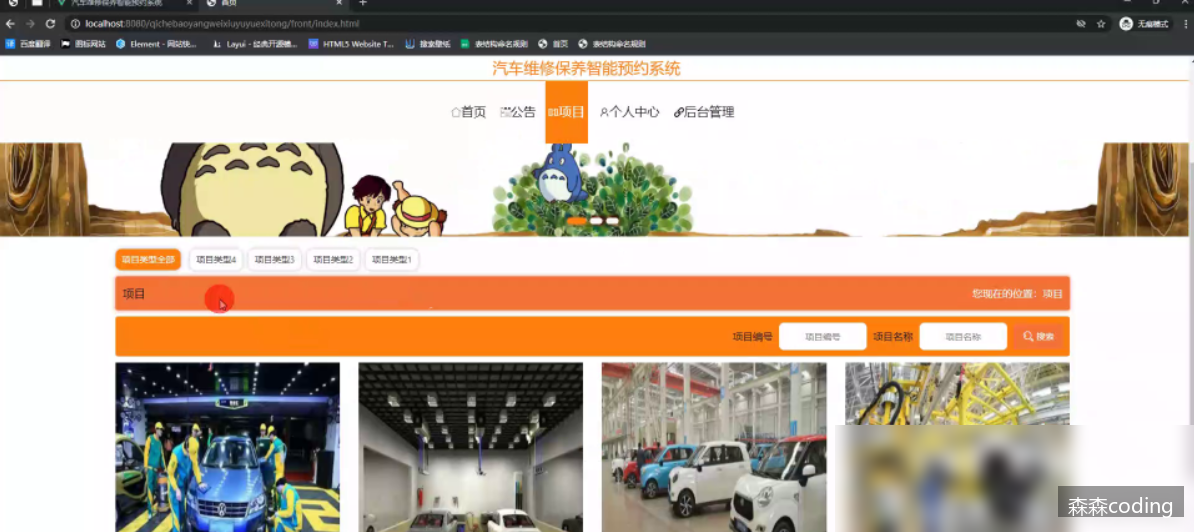 汽车维修保养智能预约系统 首页
localhost:8080/qichebaoyangweixiuyuyuexitong/front/index.html 无痕模式
百度翻译 图标网站 Element - 网站快... Layui - 经典开源模... HTML5 Website T... 搜索壁纸 表结构命名规则 首页 表结构命名规则
汽车维修保养智能预约系统
首页 公告 项目 个人中心 后台管理
项目类型全部 项目类型4 项目类型3 项目类型2 项目类型1
项目 您现在的位置：项目
项目编号 项目编号 项目名称 项目名称 搜索
森森coding